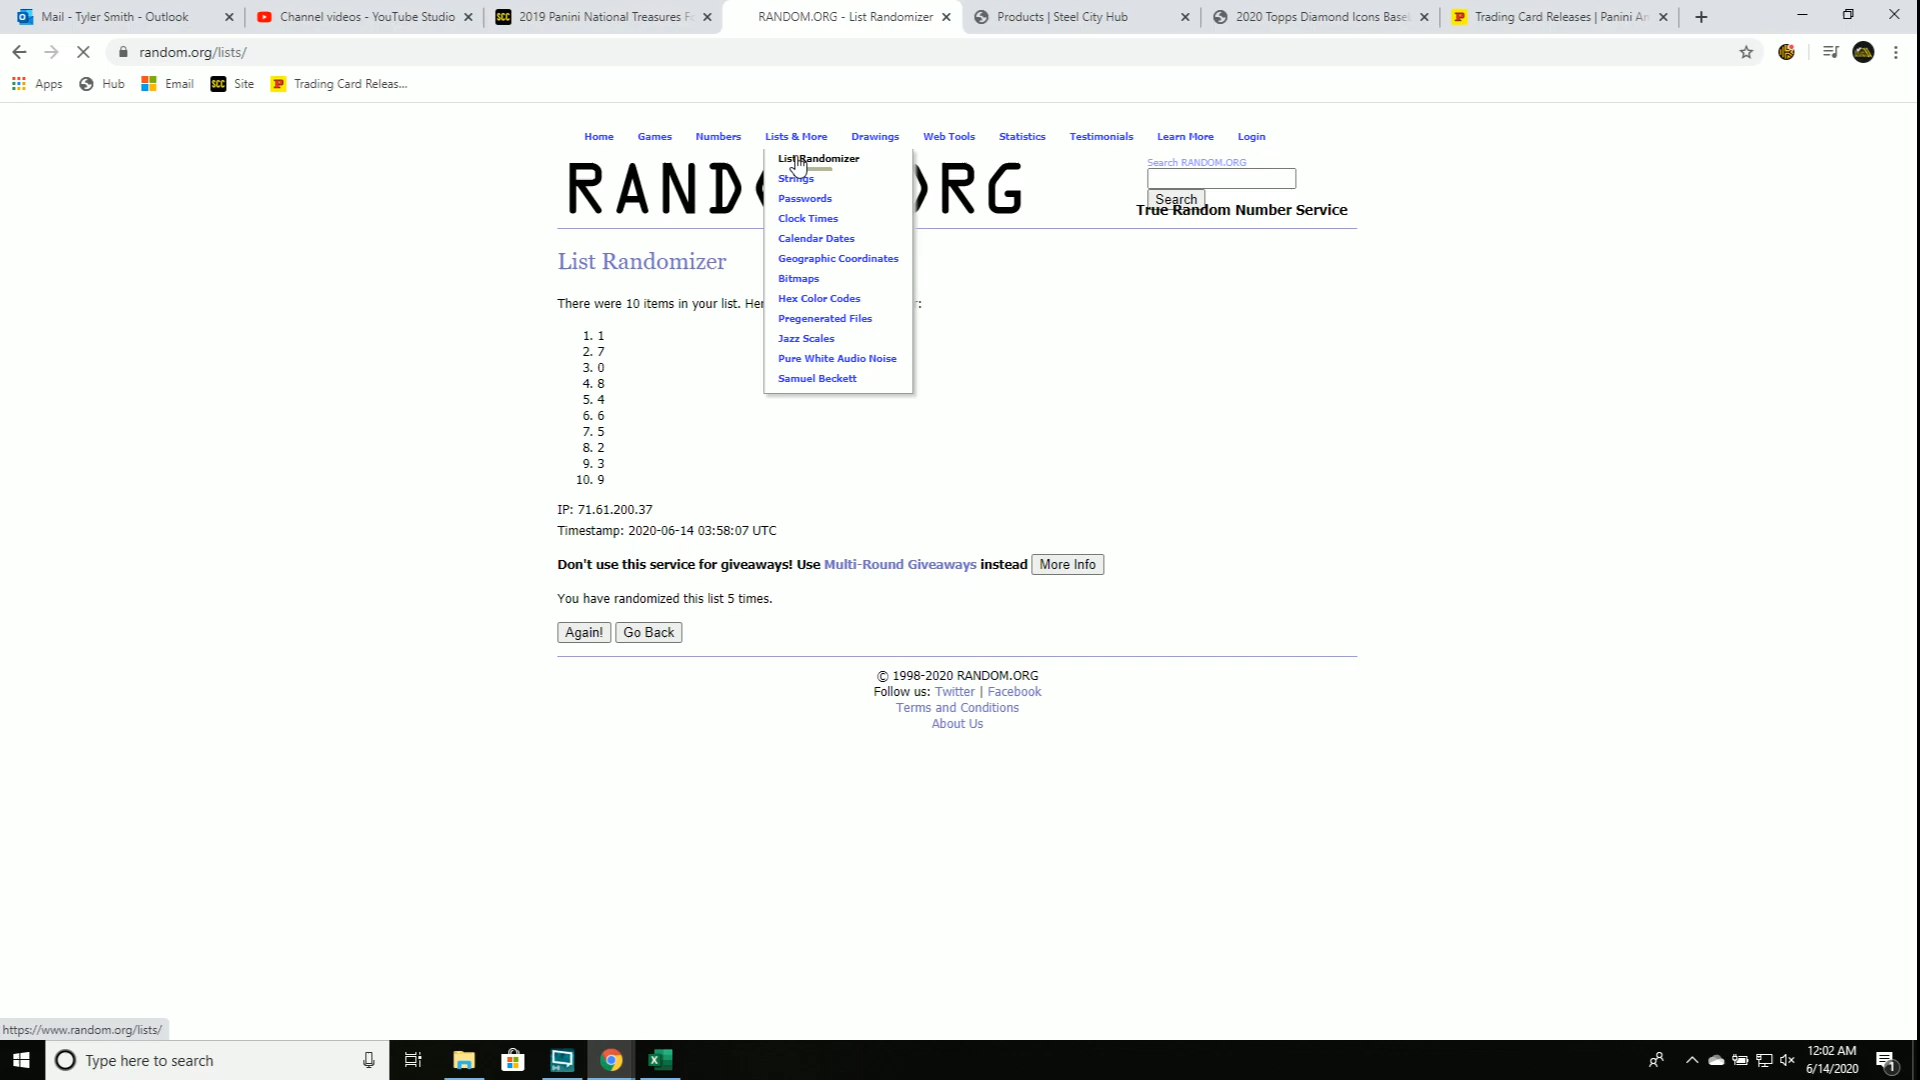 Mail - Tyler Smith - Outlook
Channel videos - YouTube Studio
SCC 2019 Panini National Treasures Fo
RANDOM.ORG - List Randomizer
Products | Steel City Hub
2020 Topps Diamond Icons Baseb
P Trading Card Releases | Panini Am
random.org/lists/
Apps
Hub
Email
SCC Site
P Trading Card Releas...
Home
Games
Numbers
Lists & More
Drawings
Web Tools
Statistics
Testimonials
Learn More
Login
List Randomizer
Strings
Passwords
Clock Times
Calendar Dates
Geographic Coordinates
Bitmaps
Hex Color Codes
Pregenerated Files
Jazz Scales
Pure White Audio Noise
Samuel Beckett
RAND RG
Search RANDOM.ORG
Search
True Random Number Service
List Randomizer
There were 10 items in your list. Her :
1. 1
2. 7
3. 0
4. 8
5. 4
6. 6
7. 5
8. 2
9. 3
10. 9
IP: 71.61.200.37
Timestamp: 2020-06-14 03:58:07 UTC
Don't use this service for giveaways! Use Multi-Round Giveaways instead More Info
You have randomized this list 5 times.
Again! Go Back
© 1998-2020 RANDOM.ORG
Follow us: Twitter | Facebook
Terms and Conditions
About Us
https://www.random.org/lists/
Type here to search
12:02 AM
6/14/2020
1